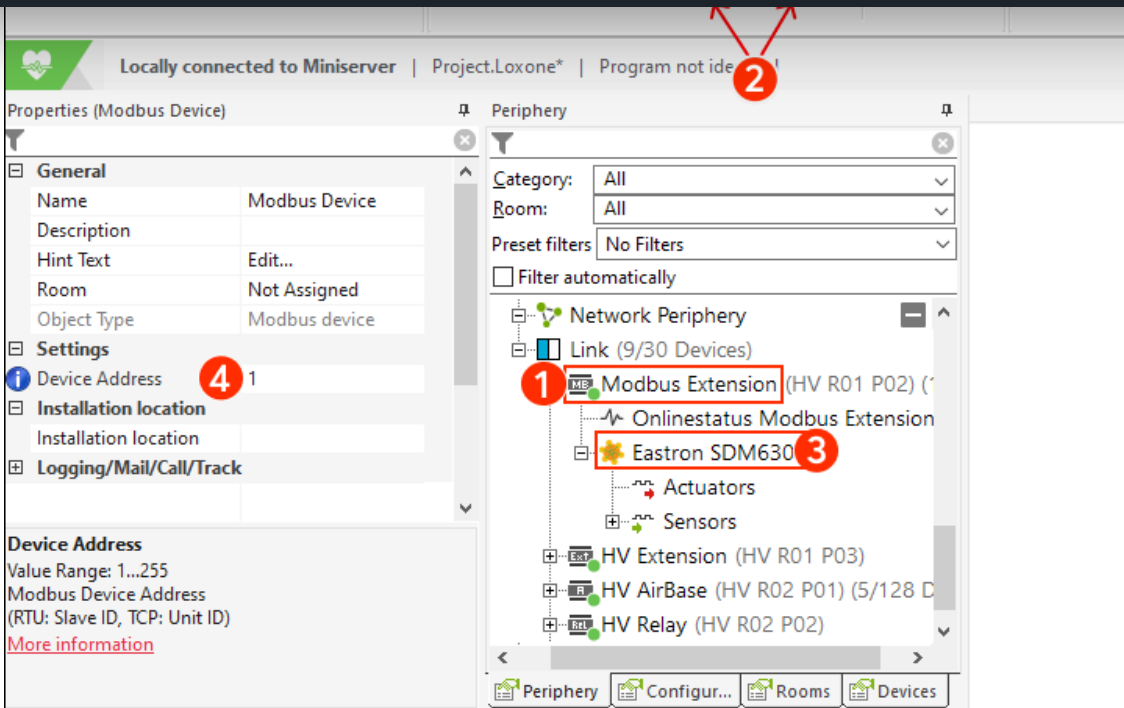 2
Locally connected to Miniserver | Project.Loxone* | Program not ide
Properties (Modbus Device)
General
Name Modbus Device
Description
Hint Text Edit...
Room Not Assigned
Object Type Modbus device
Settings
Device Address 4 1
Installation location
Installation location
Logging/Mail/Call/Track
Device Address
Value Range: 1...255
Modbus Device Address
(RTU: Slave ID, TCP: Unit ID)
More information
Periphery
Category: All
Room: All
Preset filters No Filters
Filter automatically
Network Periphery
Link (9/30 Devices)
1 MB Modbus Extension (HV R01 P02) (
Onlinestatus Modbus Extension
Eastron SDM630 3
Actuators
Sensors
Ext HV Extension (HV R01 P03)
R HV AirBase (HV R02 P01) (5/128 D
REL HV Relay (HV R02 P02)
Periphery Configur... Rooms Devices